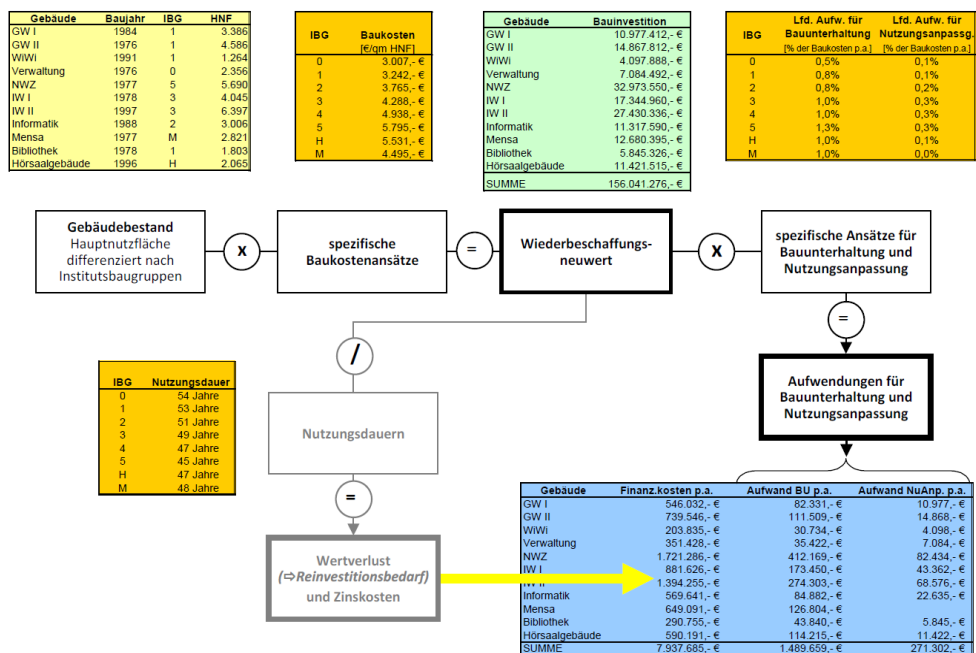 Gebäude Baujahr IBG HNF
GW I 1984 1 3.386
GW II 1976 1 4.586
WiWi 1991 1 1.264
Verwaltung 1976 0 2.356
NWZ 1977 5 5.690
IW I 1978 3 4.045
IW II 1997 3 6.397
Informatik 1988 2 3.006
Mensa 1977 M 2.821
Bibliothek 1978 1 1.803
Hörsaalgebäude 1996 H 2.065
IBG Baukosten
[€/qm HNF]
0 3.007,- €
1 3.242,- €
2 3.765,- €
3 4.288,- €
4 4.938,- €
5 5.795,- €
H 5.531,- €
M 4.495,- €
Gebäude Bauinvestition
GW I 10.977.412,- €
GW II 14.867.812,- €
WiWi 4.097.888,- €
Verwaltung 7.084.492,- €
NWZ 32.973.550,- €
IW I 17.344.960,- €
IW II 27.430.336,- €
Informatik 11.317.590,- €
Mensa 12.680.395,- €
Bibliothek 5.845.326,- €
Hörsaalgebäude 11.421.515,- €
SUMME 156.041.276,- €
Lfd. Aufw. für Lfd. Aufw. für
IBG Bauunterhaltung Nutzungsanpassg.
[% der Baukosten p.a.] [% der Baukosten p.a.]
0 0,5% 0,1%
1 0,8% 0,1%
2 0,8% 0,2%
3 1,0% 0,3%
4 1,0% 0,3%
5 1,3% 0,3%
H 1,0% 0,1%
M 1,0% 0,0%
Gebäudebestand
Hauptnutzfläche
differenziert nach
Institutsbaugruppen
x
spezifische
Baukostenansätze
=
Wiederbeschaffungs-
neuwert
x
spezifische Ansätze für
Bauunterhaltung und
Nutzungsanpassung
=
Aufwendungen für
Bauunterhaltung und
Nutzungsanpassung
/
IBG Nutzungsdauer
0 54 Jahre
1 53 Jahre
2 51 Jahre
3 49 Jahre
4 47 Jahre
5 45 Jahre
H 47 Jahre
M 48 Jahre
Nutzungsdauern
=
Wertverlust
(⇨Reinvestitionsbedarf)
und Zinskosten
Gebäude Finanz.kosten p.a. Aufwand BU p.a. Aufwand NuAnp. p.a.
GW I 546.032,- € 82.331,- € 10.977,- €
GW II 739.546,- € 111.509,- € 14.868,- €
WiWi 203.835,- € 30.734,- € 4.098,- €
Verwaltung 351.428,- € 35.422,- € 7.084,- €
NWZ 1.721.286,- € 412.169,- € 82.434,- €
IW I 881.626,- € 173.450,- € 43.362,- €
IW II 1.394.255,- € 274.303,- € 68.576,- €
Informatik 569.641,- € 84.882,- € 22.635,- €
Mensa 649.091,- € 126.804,- €
Bibliothek 290.755,- € 43.840,- € 5.845,- €
Hörsaalgebäude 590.191,- € 114.215,- € 11.422,- €
SUMME 7.937.685,- € 1.489.659,- € 271.302,- €